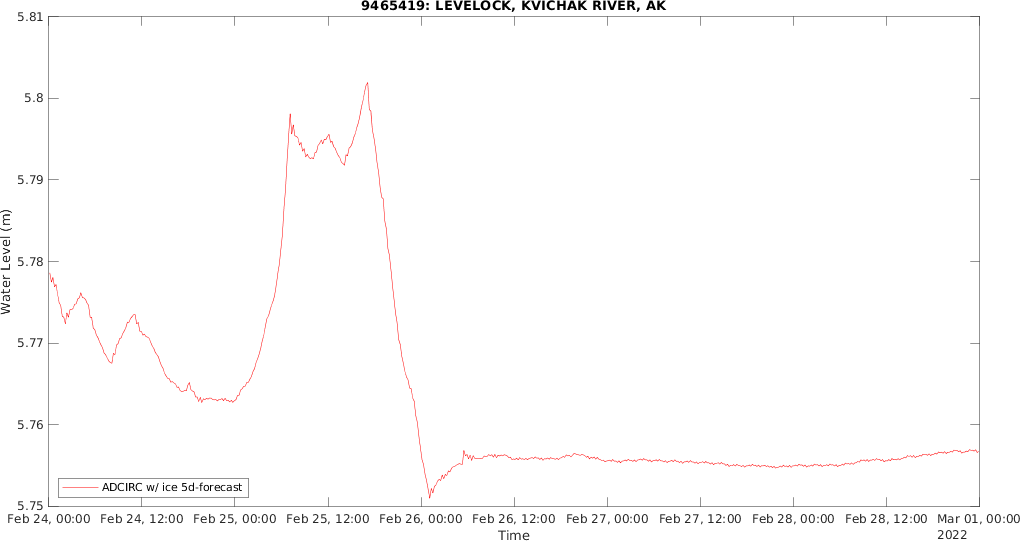 9465419: LEVELOCK, KVICHAK RIVER, AK
5.81
5.8
5.79
5.78
5.77
5.76
5.75
Water Level (m)
ADCIRC w/ ice 5d-forecast
Feb 24, 00:00 Feb 24, 12:00 Feb 25, 00:00 Feb 25, 12:00 Feb 26, 00:00 Feb 26, 12:00 Feb 27, 00:00 Feb 27, 12:00 Feb 28, 00:00 Feb 28, 12:00 Mar 01, 00:00
Time
2022